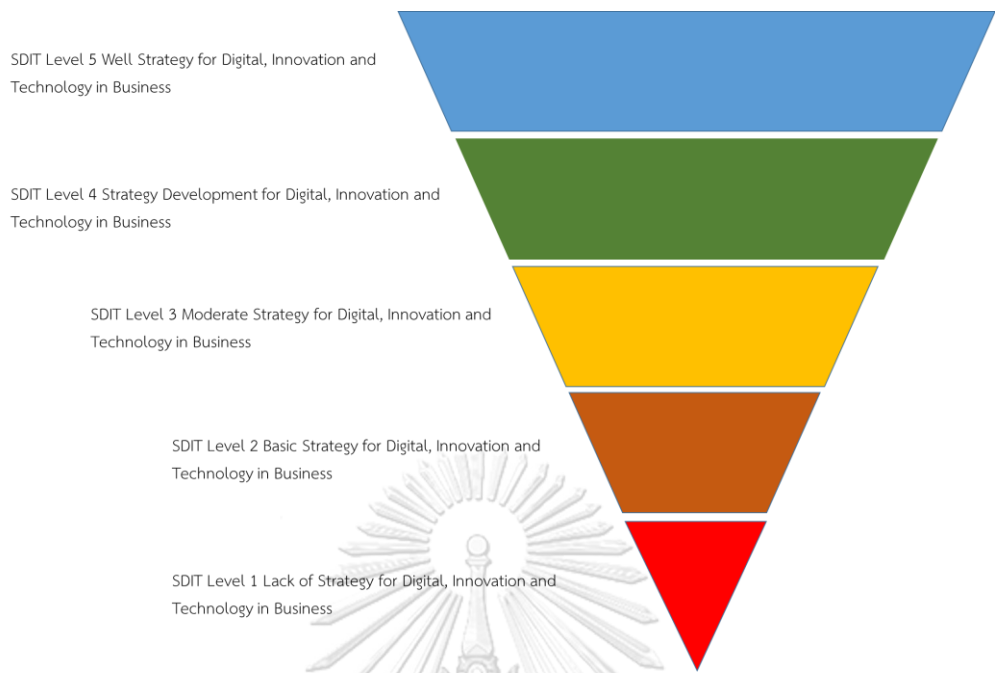 SDIT Level 5 Well Strategy for Digital, Innovation and
Technology in Business
SDIT Level 4 Strategy Development for Digital, Innovation and
Technology in Business
SDIT Level 3 Moderate Strategy for Digital, Innovation and
Technology in Business
SDIT Level 2 Basic Strategy for Digital, Innovation and
Technology in Business
SDIT Level 1 Lack of Strategy for Digital, Innovation and
Technology in Business